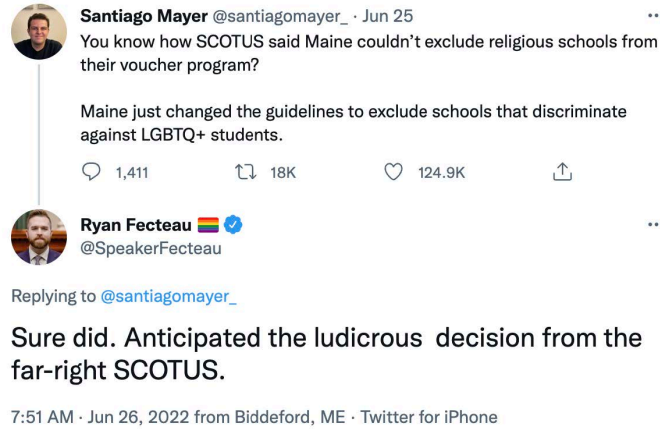 Santiago Mayer @santiagomayer_ · Jun 25
You know how SCOTUS said Maine couldn't exclude religious schools from
their voucher program?
Maine just changed the guidelines to exclude schools that discriminate
against LGBTQ+ students.
1,411 18K 124.9K
Ryan Fecteau 🏳️‍🌈
@SpeakerFecteau
Replying to @santiagomayer_
Sure did. Anticipated the ludicrous  decision from the
far-right SCOTUS.
7:51 AM · Jun 26, 2022 from Biddeford, ME · Twitter for iPhone